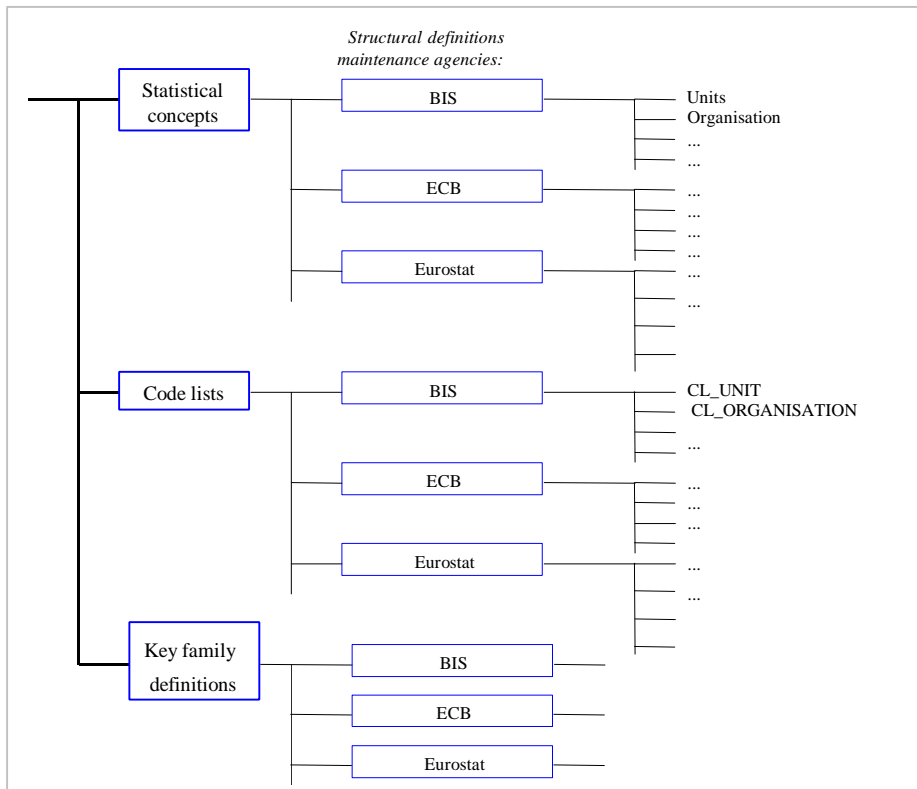 Structural definitions
maintenance agencies:
Statistical
concepts
BIS
Units
Organisation
...
...
ECB
...
...
...
...
Eurostat
...
...
Code lists
BIS
CL_UNIT
CL_ORGANISATION
...
ECB
...
...
...
Eurostat
...
...
Key family
definitions
BIS
ECB
Eurostat